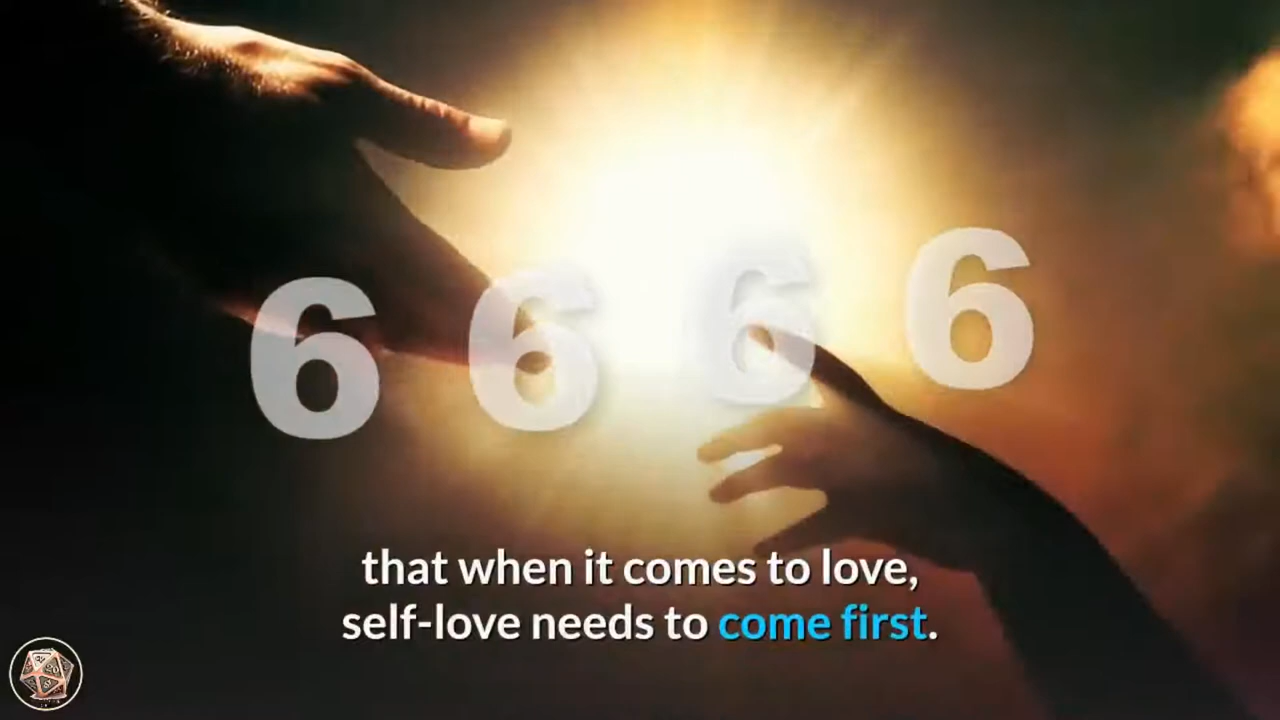 6 6 6 6
that when it comes to love,
self-love needs to come first.